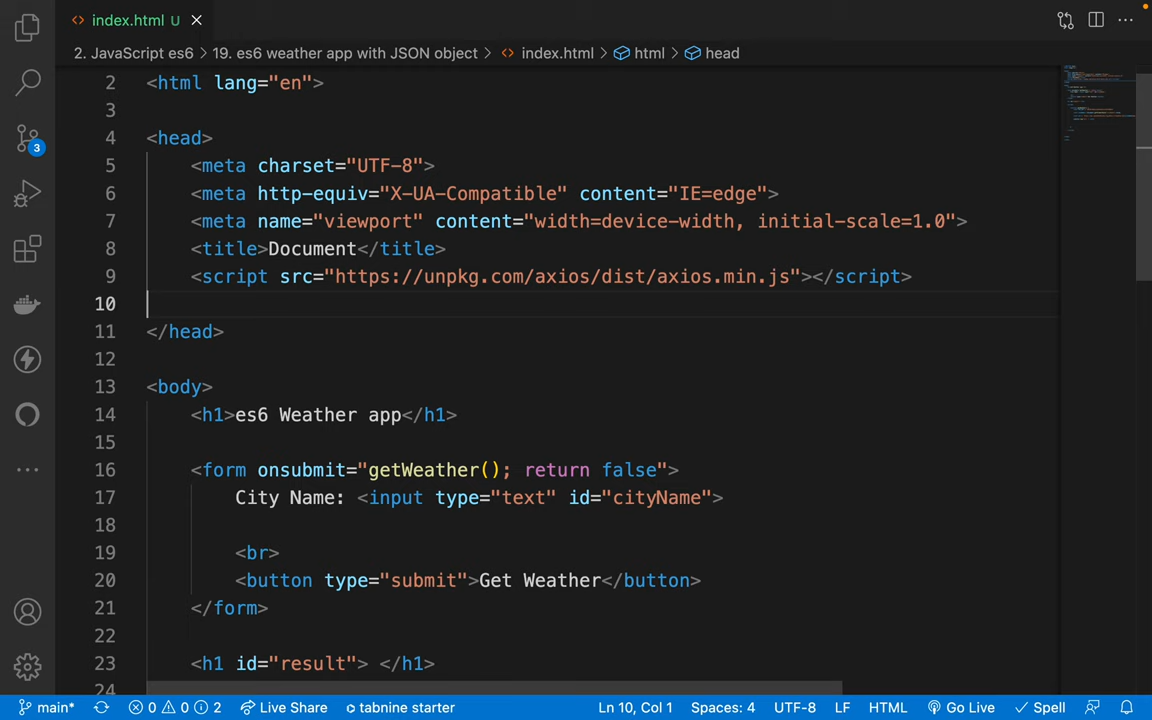 index.html U
2. JavaScript es6 > 19. es6 weather app with JSON object > index.html > html > head
2 <html lang="en">
3
4 <head>
5 <meta charset="UTF-8">
6 <meta http-equiv="X-UA-Compatible" content="IE=edge">
7 <meta name="viewport" content="width=device-width, initial-scale=1.0">
8 <title>Document</title>
9 <script src="https://unpkg.com/axios/dist/axios.min.js"></script>
10
11 </head>
12
13 <body>
14 <h1>es6 Weather app</h1>
15
16 <form onsubmit="getWeather(); return false">
17 City Name: <input type="text" id="cityName">
18
19 <br>
20 <button type="submit">Get Weather</button>
21 </form>
22
23 <h1 id="result"> </h1>
24
3
main* 0 0 2 Live Share tabnine starter Ln 10, Col 1 Spaces: 4 UTF-8 LF HTML Go Live Spell